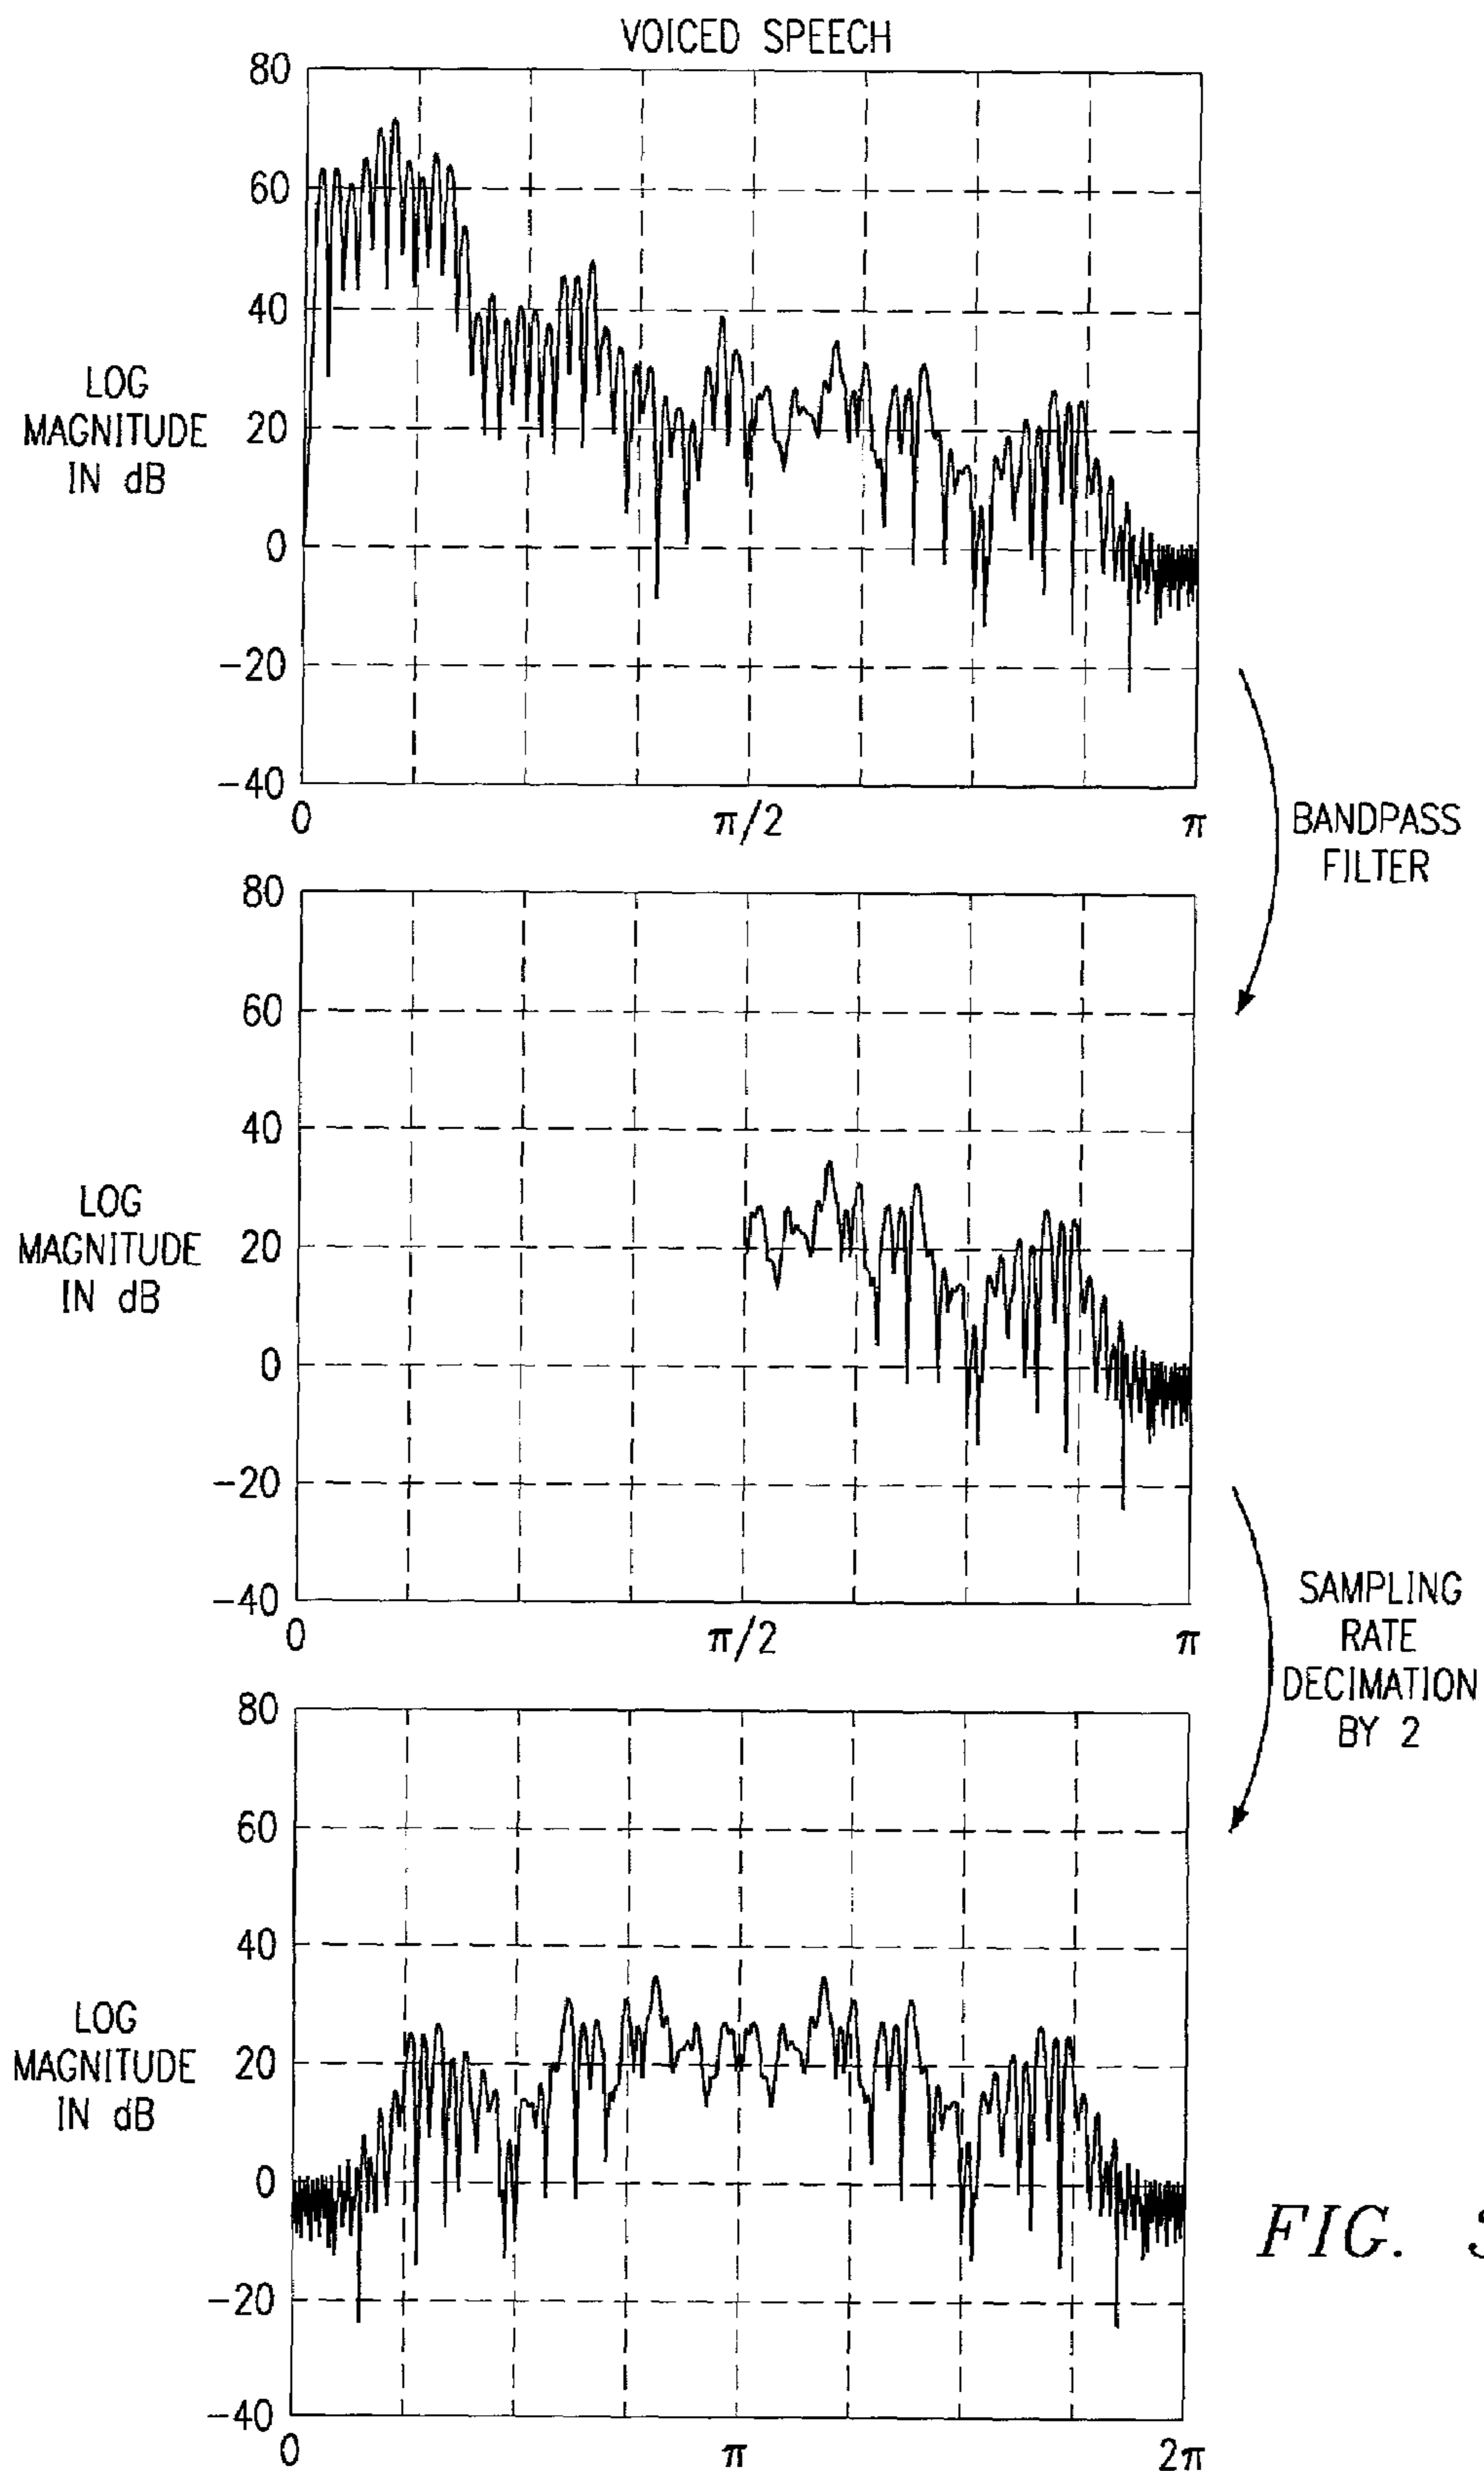 VOICED SPEECH
80
60
40
20
0
−20
−40
LOG
MAGNITUDE
IN dB
0
π/2
π
BANDPASS
FILTER
80
60
40
20
0
−20
−40
LOG
MAGNITUDE
IN dB
0
π/2
π
SAMPLING
RATE
DECIMATION
BY 2
80
60
40
20
0
−20
−40
LOG
MAGNITUDE
IN dB
0
π
2π
FIG.